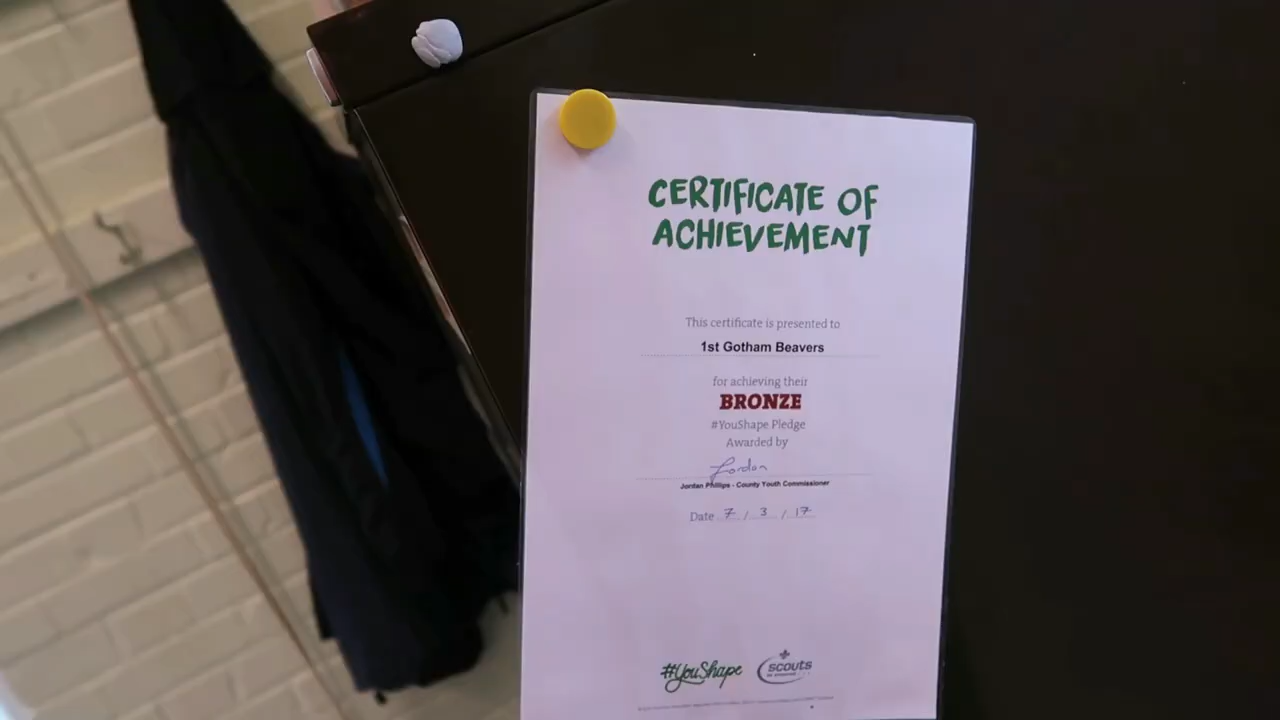 CERTIFICATE OF
ACHIEVEMENT
This certificate is presented to
1st Gotham Beavers
for achieving their
BRONZE
#YouShape Pledge
Awarded by
Jordan
Jordan Phillips - County Youth Commissioner
Date 7 / 3 / 17
#YouShape
scouts